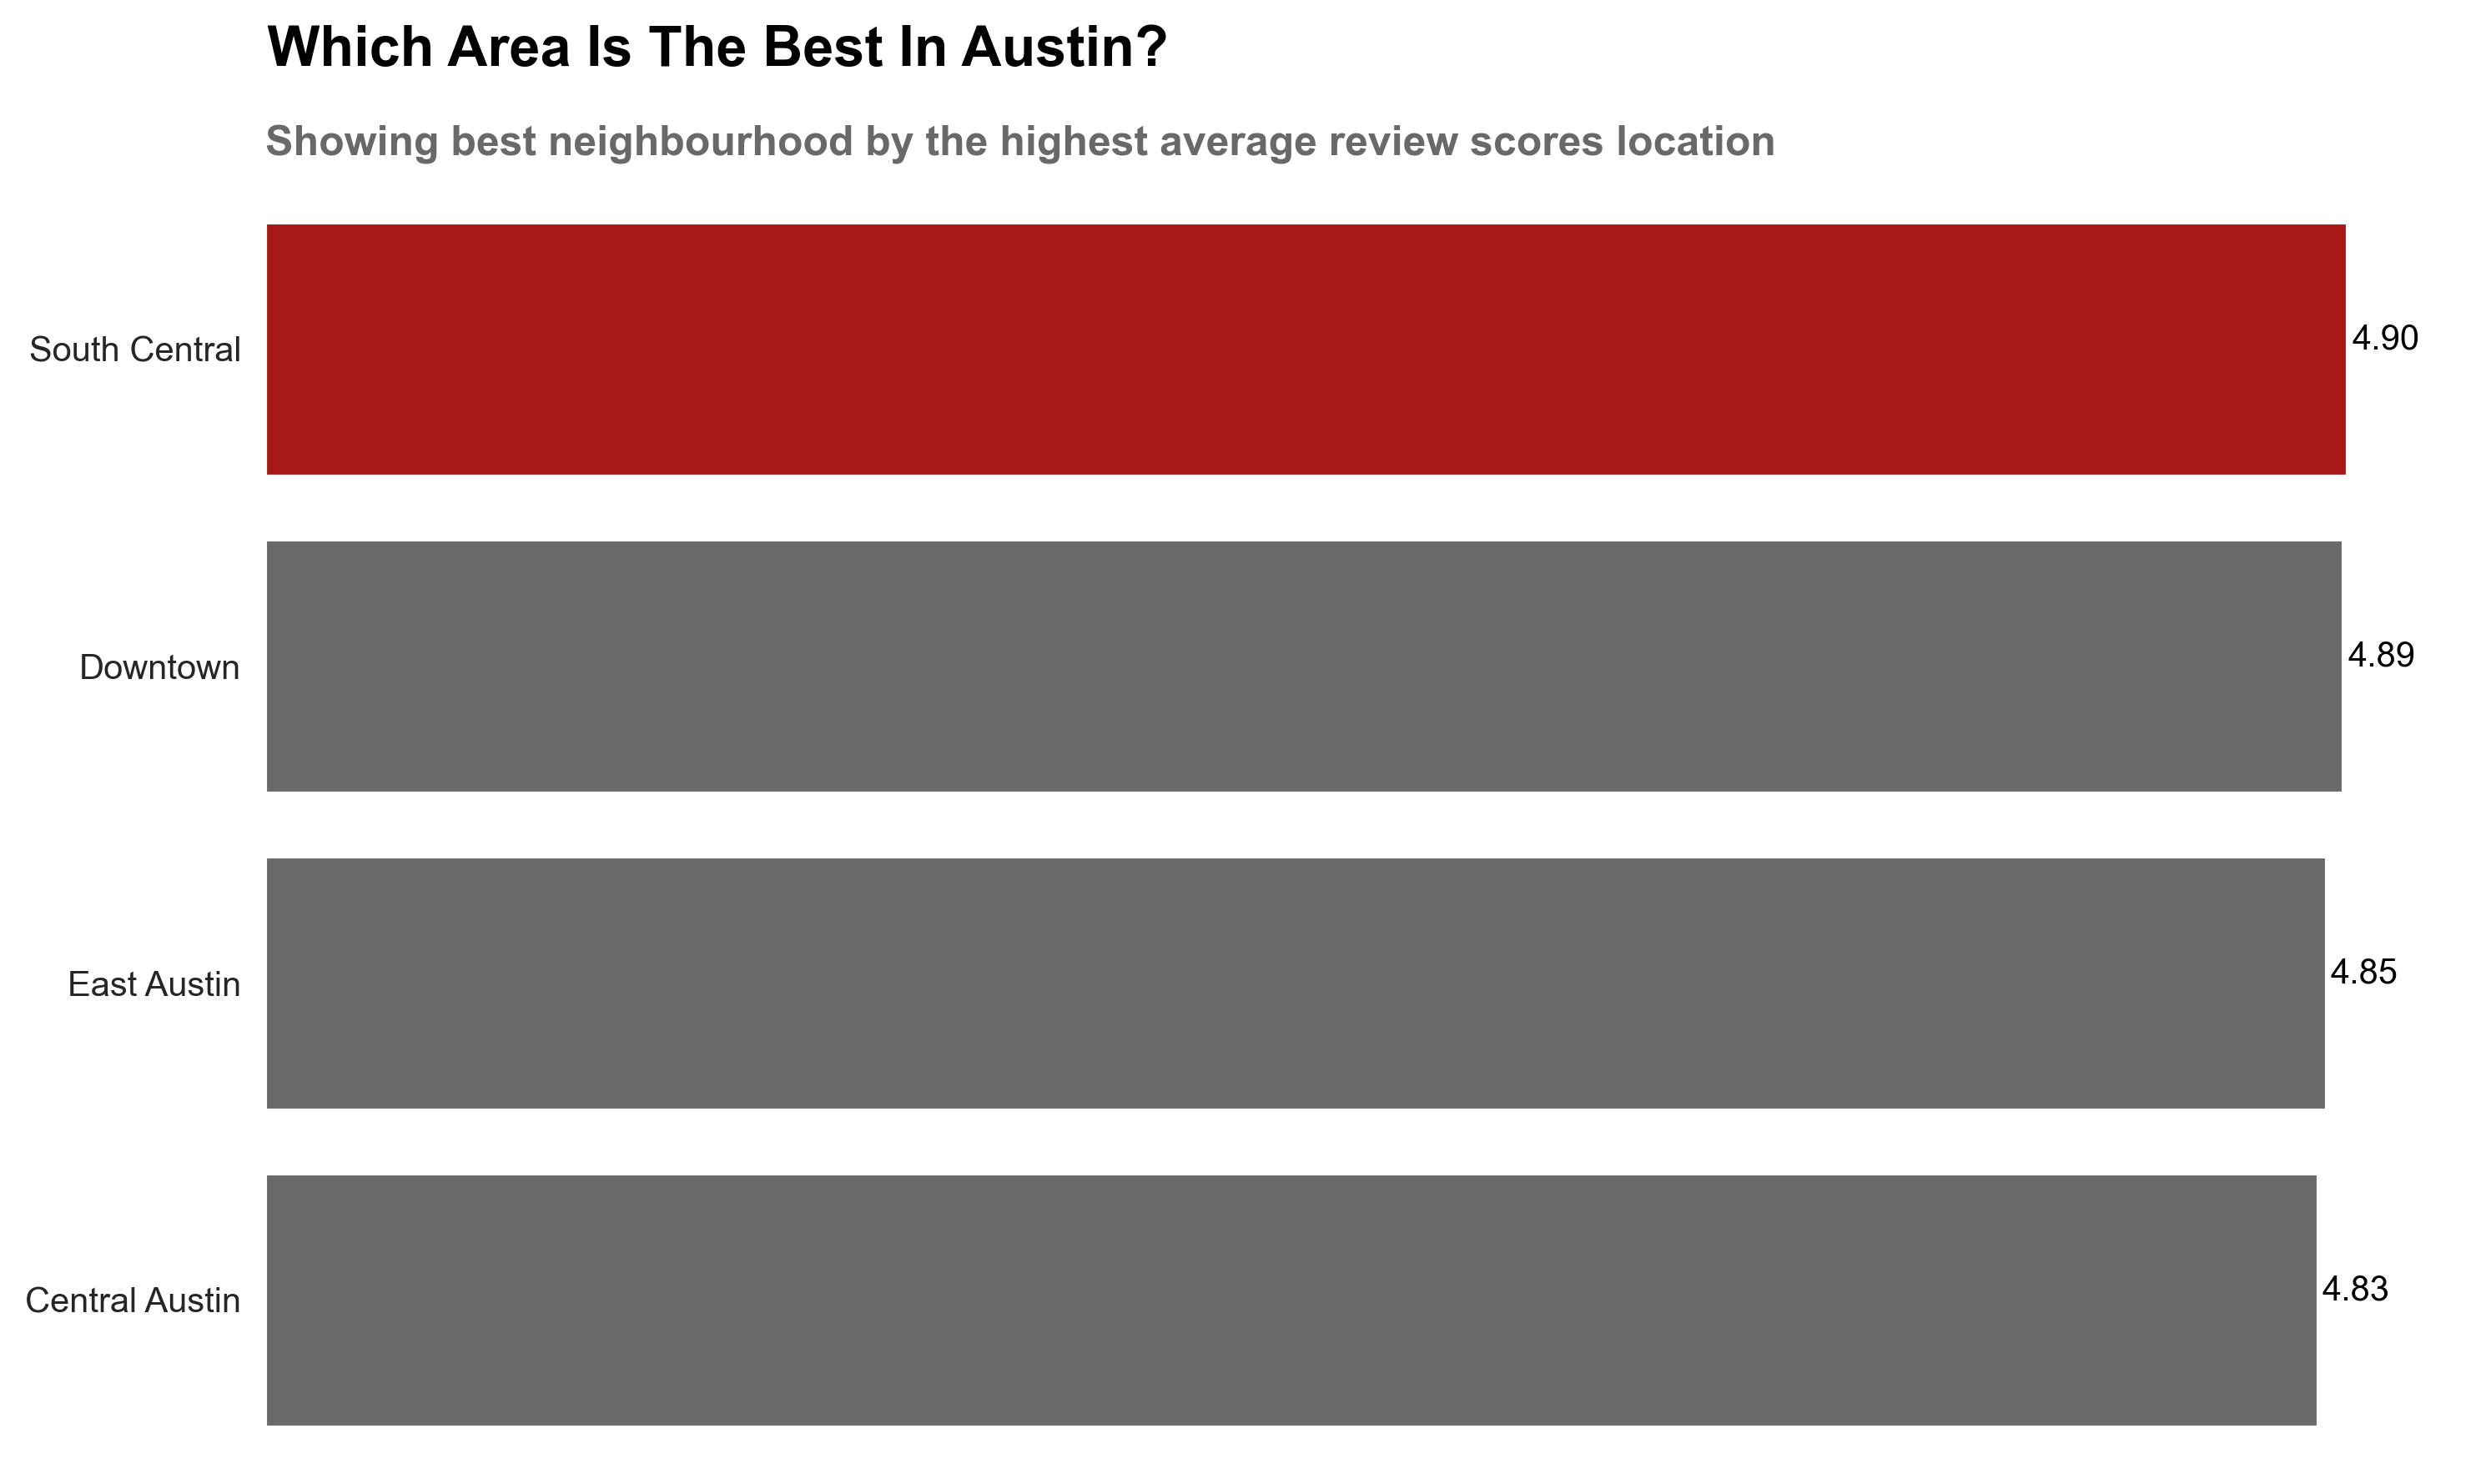 Which Area Is The Best In Austin?
Showing best neighbourhood by the highest average review scores location
South Central 4.90
Downtown 4.89
East Austin 4.85
Central Austin 4.83